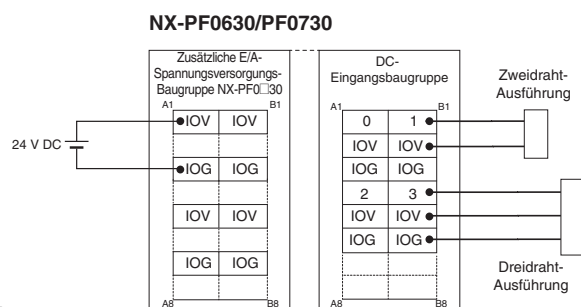 NX-PF0630/PF0730
Zusätzliche E/A-
Spannungsversorgungs-
Baugruppe NX-PF0□30
DC-
Eingangsbaugruppe
Zweidraht-
Ausführung
A1 B1 A1 B1
IOV IOV
0 1
24 V DC
IOV IOV
IOG IOG
IOG IOG
2 3
IOV IOV
IOV IOV
IOG IOG
IOG IOG
Dreidraht-
Ausführung
A8 B8 A8 B8